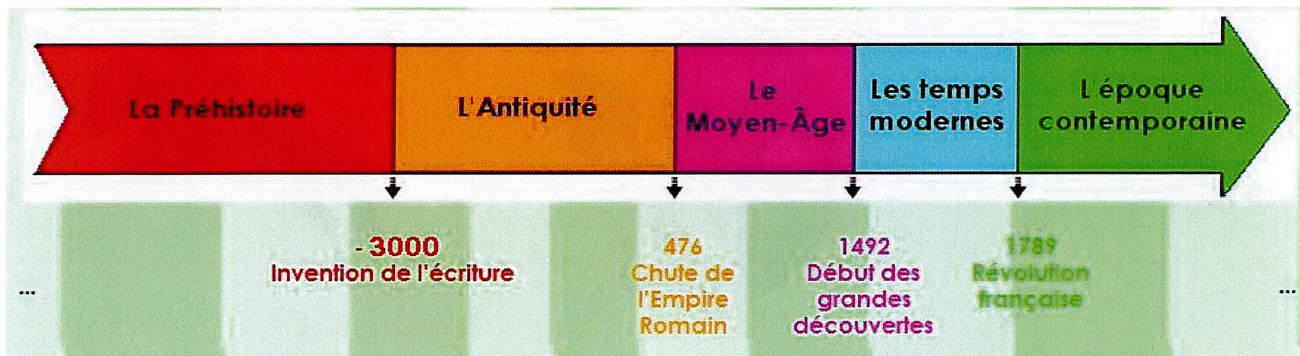 La Préhistoire
L'Antiquité
Le
Moyen-Âge
Les temps
modernes
L'époque
contemporaine
- 3000
Invention de l'écriture
476
Chute de
l'Empire
Romain
1492
Début des
grandes
découvertes
1789
Révolution
française
...
...